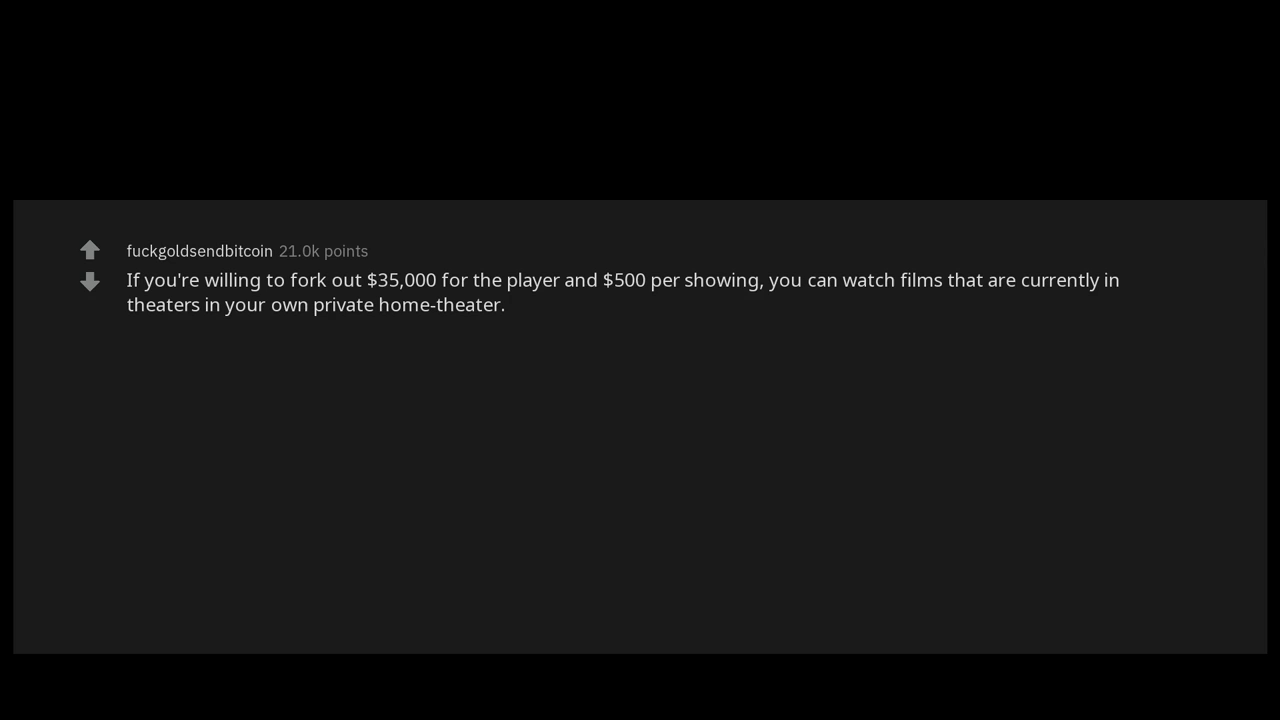 fuckgoldsendbitcoin 21.0k points
If you're willing to fork out $35,000 for the player and $500 per showing, you can watch films that are currently in
theaters in your own private home-theater.